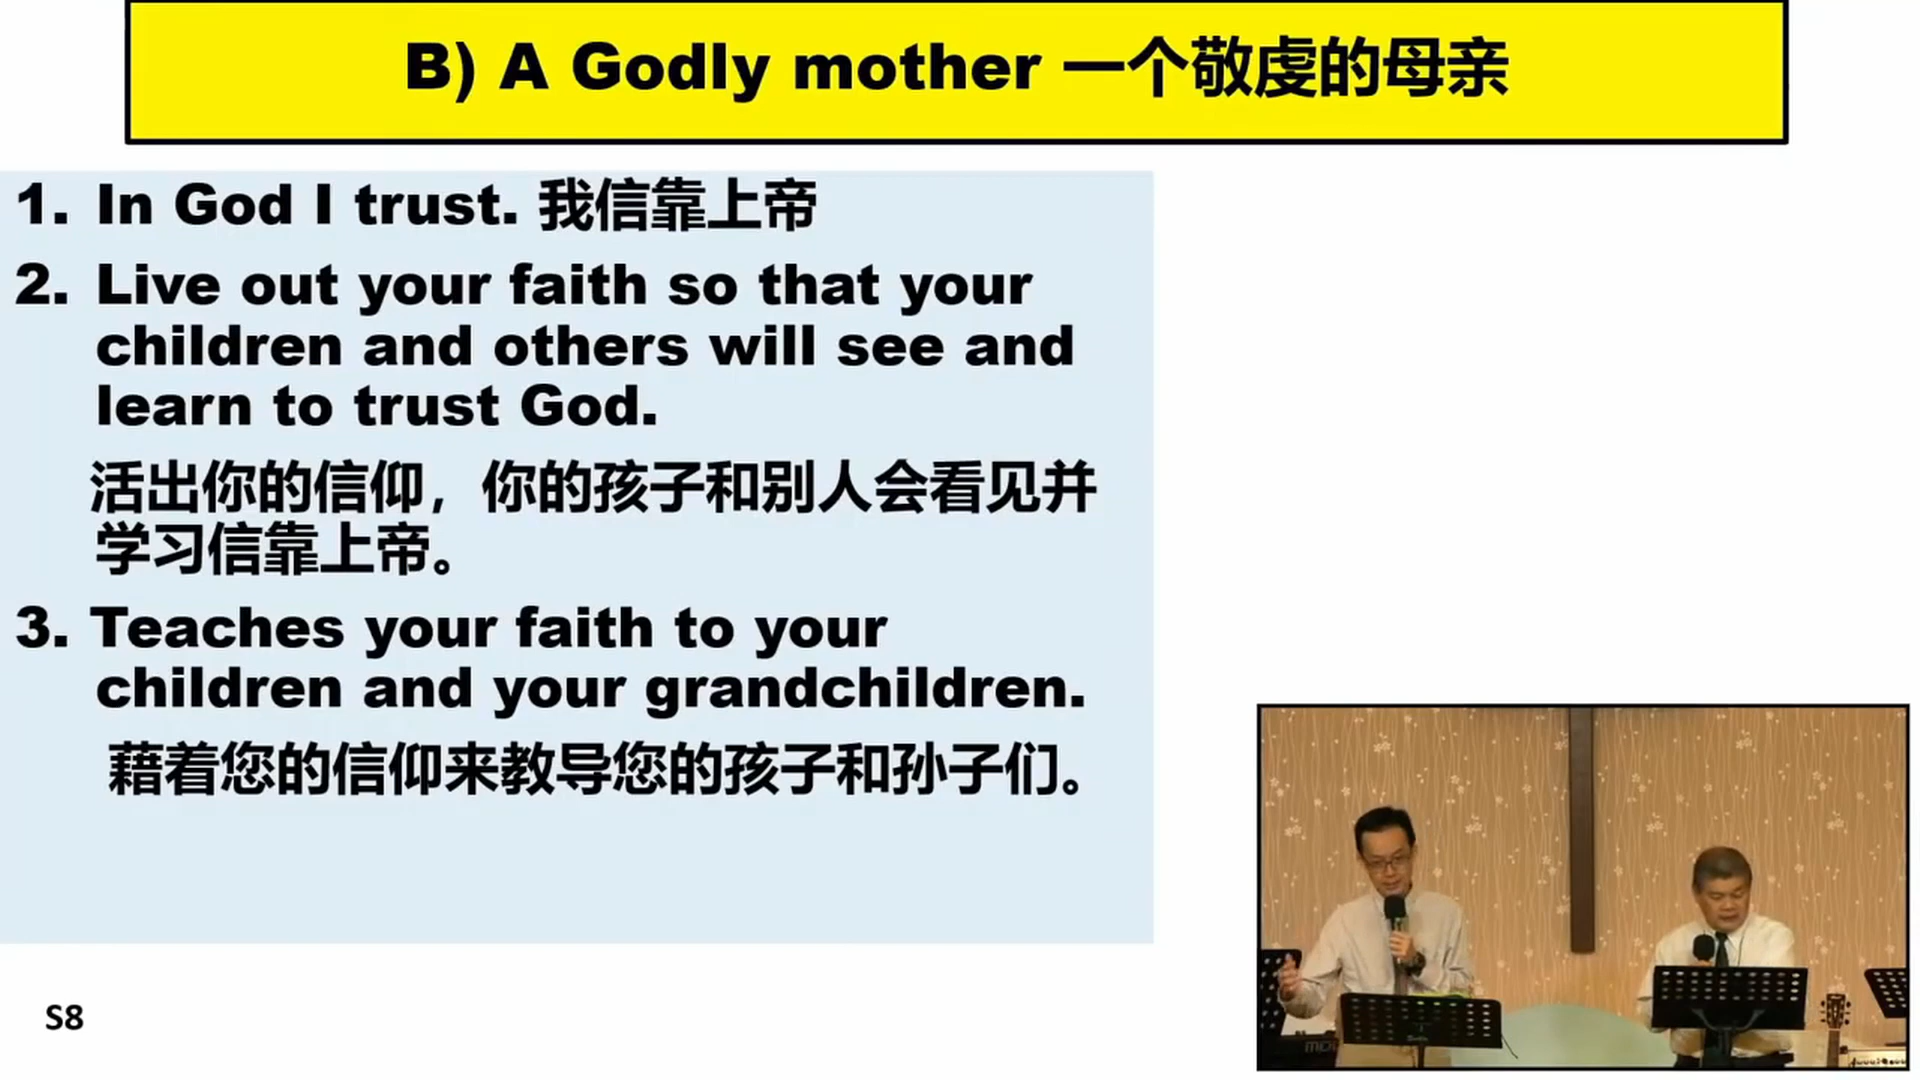 B) A Godly mother 一个敬虔的母亲
1. In God I trust. 我信靠上帝
2. Live out your faith so that your
children and others will see and
learn to trust God.
活出你的信仰，你的孩子和别人会看见并
学习信靠上帝。
3. Teaches your faith to your
children and your grandchildren.
藉着您的信仰来教导您的孩子和孙子们。
S8